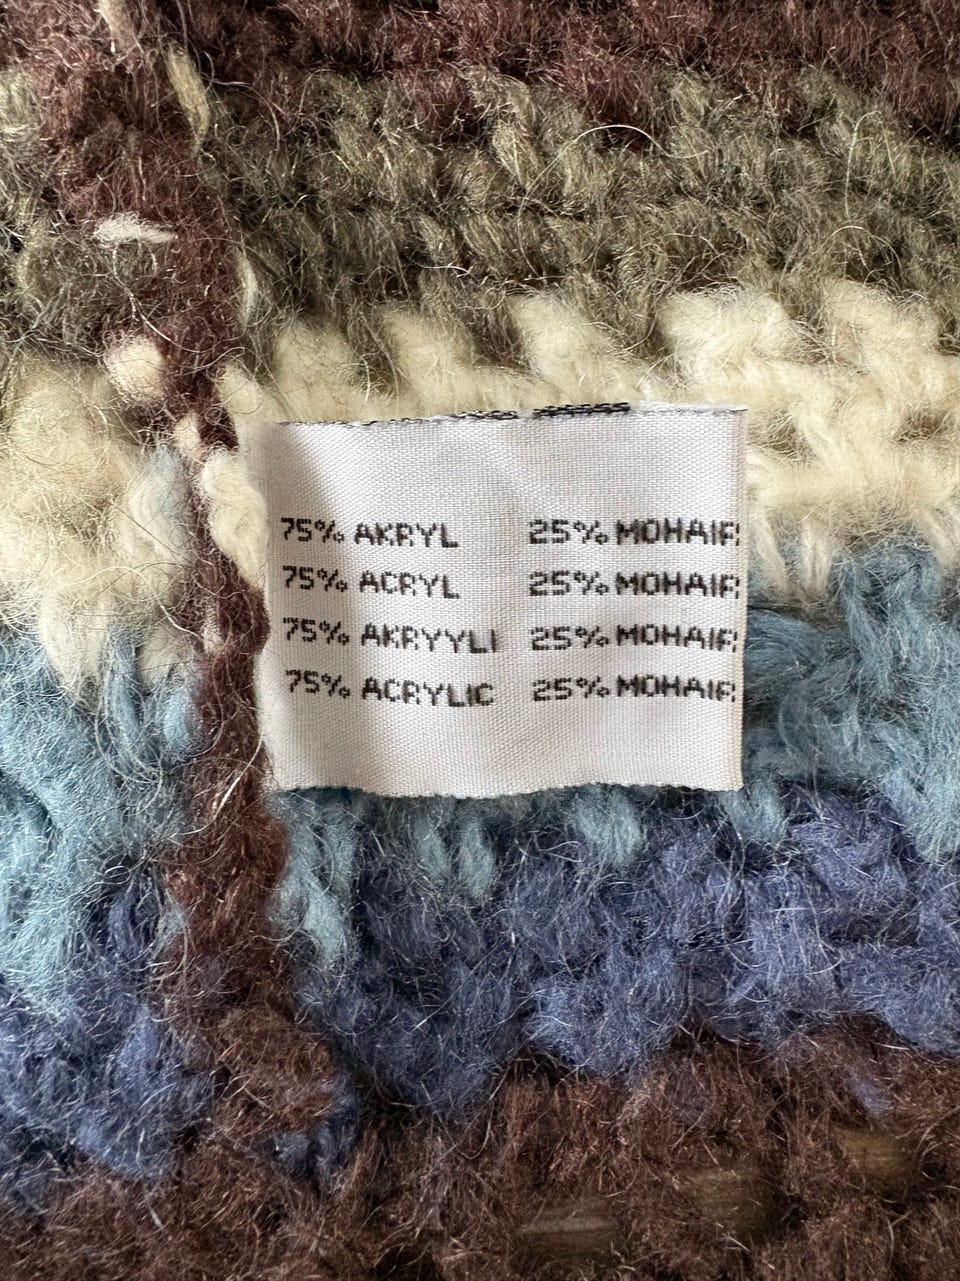 75% AKRYL 25% MOHAIR
75% ACRYL 25% MOHAIR
75% AKRYYLI 25% MOHAIR
75% ACRYLIC 25% MOHAIR